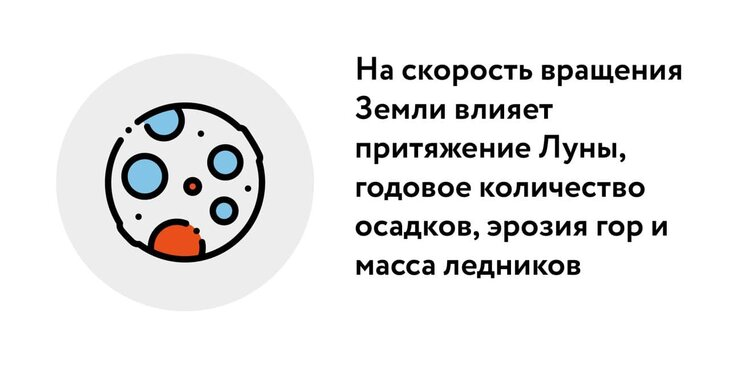 На скорость вращения
Земли влияет
притяжение Луны,
годовое количество
осадков, эрозия гор и
масса ледников